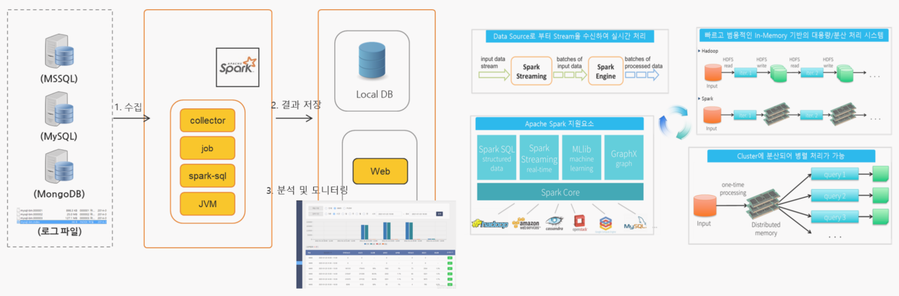 (MSSQL)
(MySQL)
(MongoDB)
(로그 파일)
1. 수집
APACHE
Spark
collector
job
spark-sql
JVM
2. 결과 저장
3. 분석 및 모니터링
Local DB
Web
Data Source로 부터 Stream을 수신하여 실시간 처리
input data
stream
Spark
Streaming
batches of
input data
Spark
Engine
batches of
processed data
Apache Spark 지원요소
Spark SQL
structured
data
Spark
Streaming
real-time
MLlib
machine
learning
GraphX
graph
Spark Core
hadoop
amazon
web services
cassandra
MySQL
빠르고 범용적인 In-Memory 기반의 대용량/분산 처리 시스템
Hadoop
HDFS
read
HDFS
write
HDFS
read
HDFS
write
Input
. . .
Spark
Input
. . .
Cluster에 분산되어 병렬 처리가 가능
one-time
processing
Input
Distributed
memory
query 1
query 2
query 3
. . .